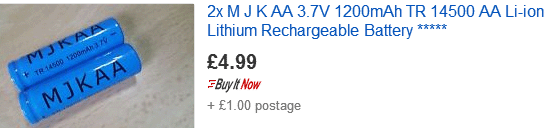 MJKAA
TR 14500 1200mAh 3.7V
MJKAA
2x M J K AA 3.7V 1200mAh TR 14500 AA Li-ion
Lithium Rechargeable Battery *****
£4.99
Buy It Now
+ £1.00 postage